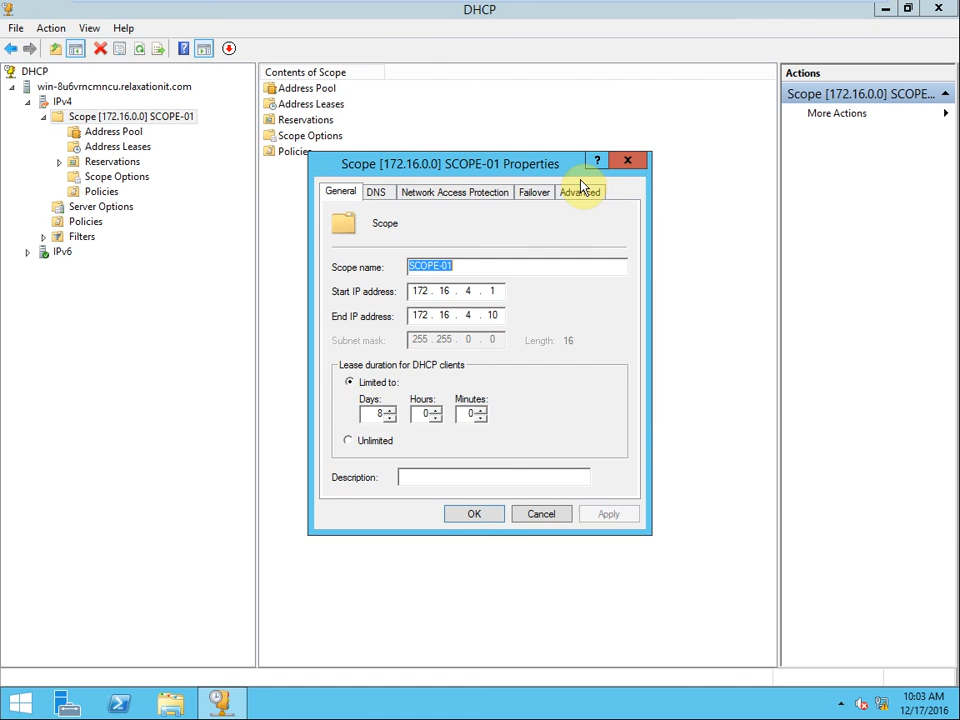 DHCP
File Action View Help
DHCP
win-8u6vrncmncu.relaxationit.com
IPv4
Scope [172.16.0.0] SCOPE-01
Address Pool
Address Leases
Reservations
Scope Options
Policies
Server Options
Policies
Filters
IPv6
Contents of Scope
Address Pool
Address Leases
Reservations
Scope Options
Policies
Scope [172.16.0.0] SCOPE-01 Properties ?
General DNS Network Access Protection Failover Advanced
Scope
Scope name: SCOPE-01
Start IP address: 172 . 16 . 4 . 1
End IP address: 172 . 16 . 4 . 10
Subnet mask: 255 . 255 . 0 . 0 Length: 16
Lease duration for DHCP clients
Limited to:
Days: Hours: Minutes:
8 0 0
Unlimited
Description:
OK Cancel Apply
Actions
Scope [172.16.0.0] SCOPE...
More Actions
10:03 AM
12/17/2016